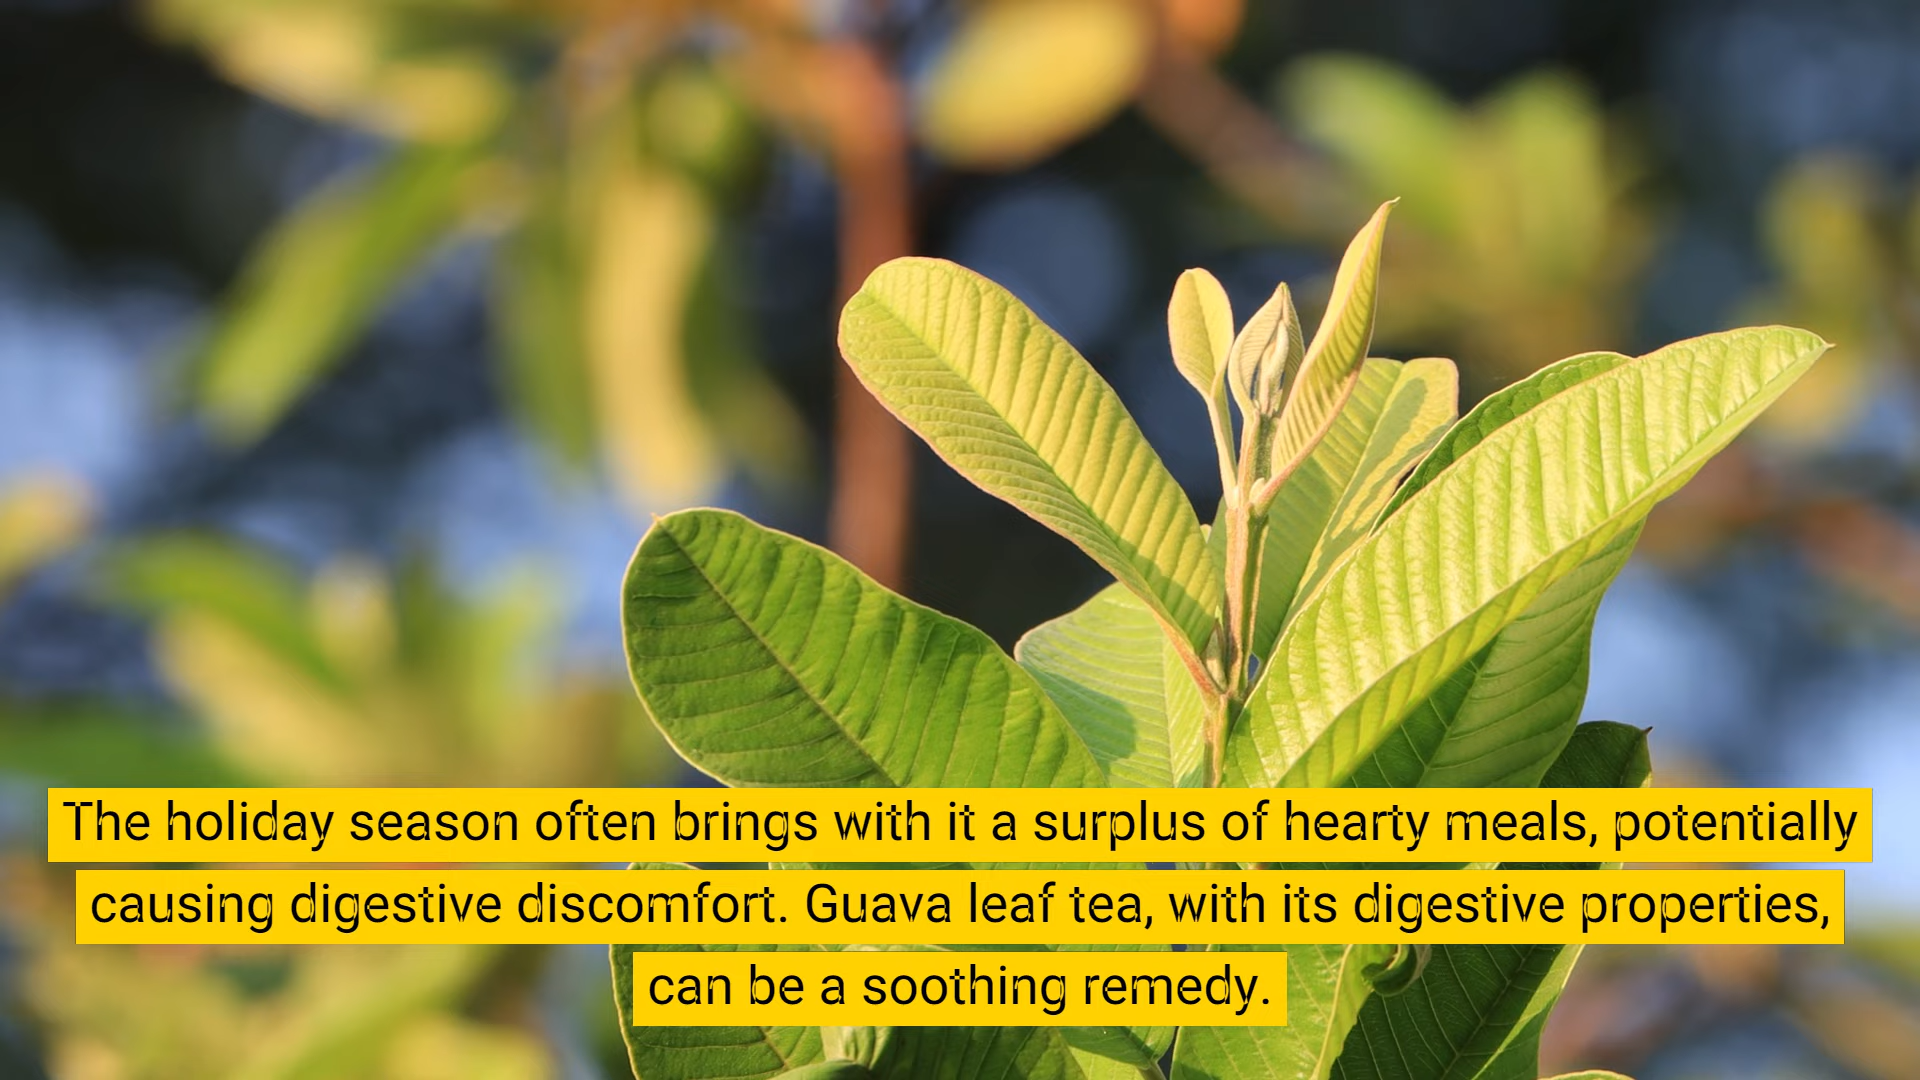 The holiday season often brings with it a surplus of hearty meals, potentially
causing digestive discomfort. Guava leaf tea, with its digestive properties,
can be a soothing remedy.